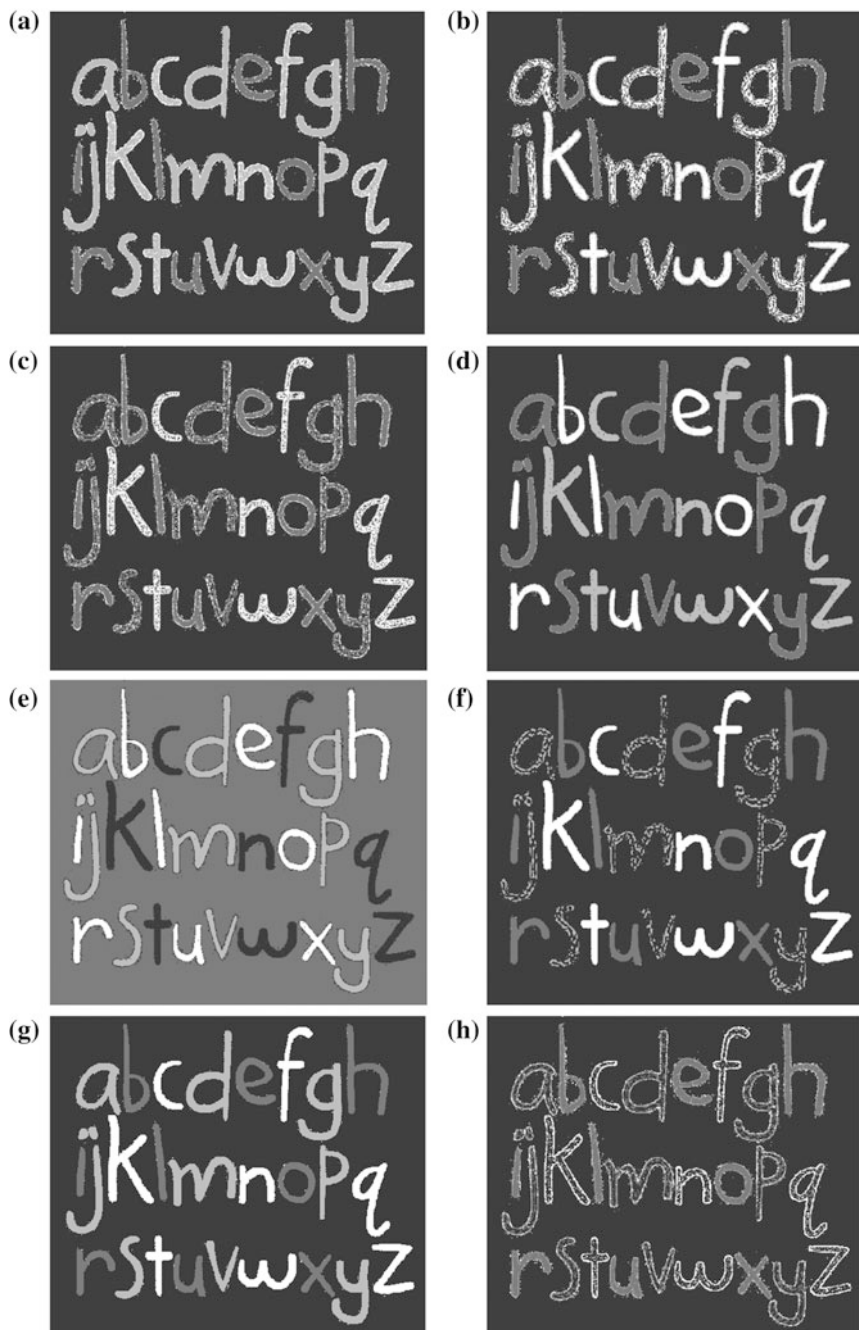 (a)
abcdefgh
ijklmnopq
rstuvwxyz
(b)
abcdefgh
ijklmnopq
rstuvwxyz
(c)
abcdefgh
ijklmnopq
rstuvwxyz
(d)
abcdefgh
ijklmnopq
rstuvwxyz
(e)
abcdefgh
ijklmnopq
rstuvwxyz
(f)
abcdefgh
ijklmnopq
rstuvwxyz
(g)
abcdefgh
ijklmnopq
rstuvwxyz
(h)
abcdefgh
ijklmnopq
rstuvwxyz